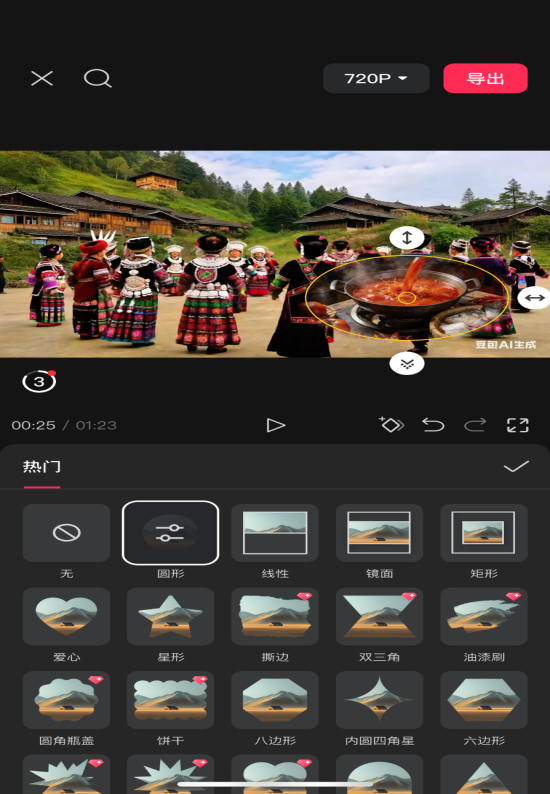 720P
导出
豆包AI生成
3
00:25 / 01:23
热门
无
圆形
线性
镜面
矩形
爱心
星形
撕边
双三角
油漆刷
圆角瓶盖
饼干
八边形
内圆四角星
六边形